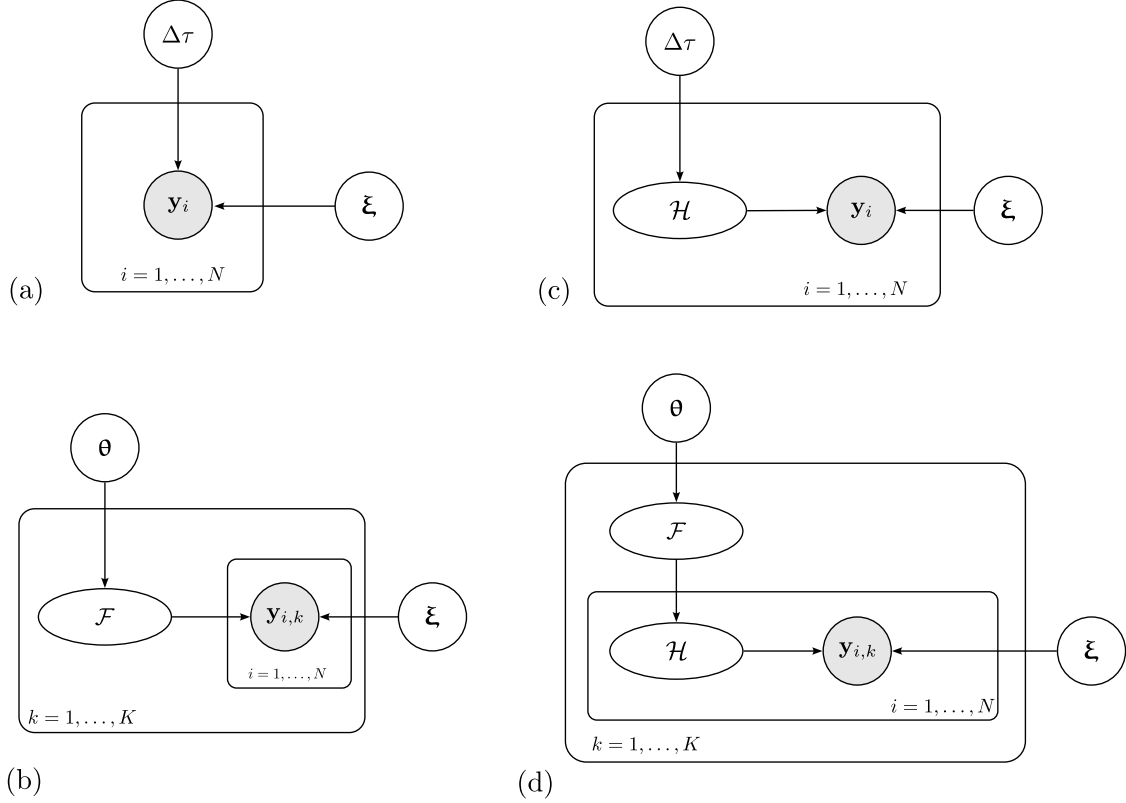 Δτ
y_i
ξ
i = 1, . . . , N
(a)
Δτ
ℋ
y_i
ξ
i = 1, . . . , N
(c)
θ
ℱ
y_{i,k}
ξ
i = 1, . . . , N
k = 1, . . . , K
(b)
θ
ℱ
ℋ
y_{i,k}
ξ
i = 1, . . . , N
k = 1, . . . , K
(d)